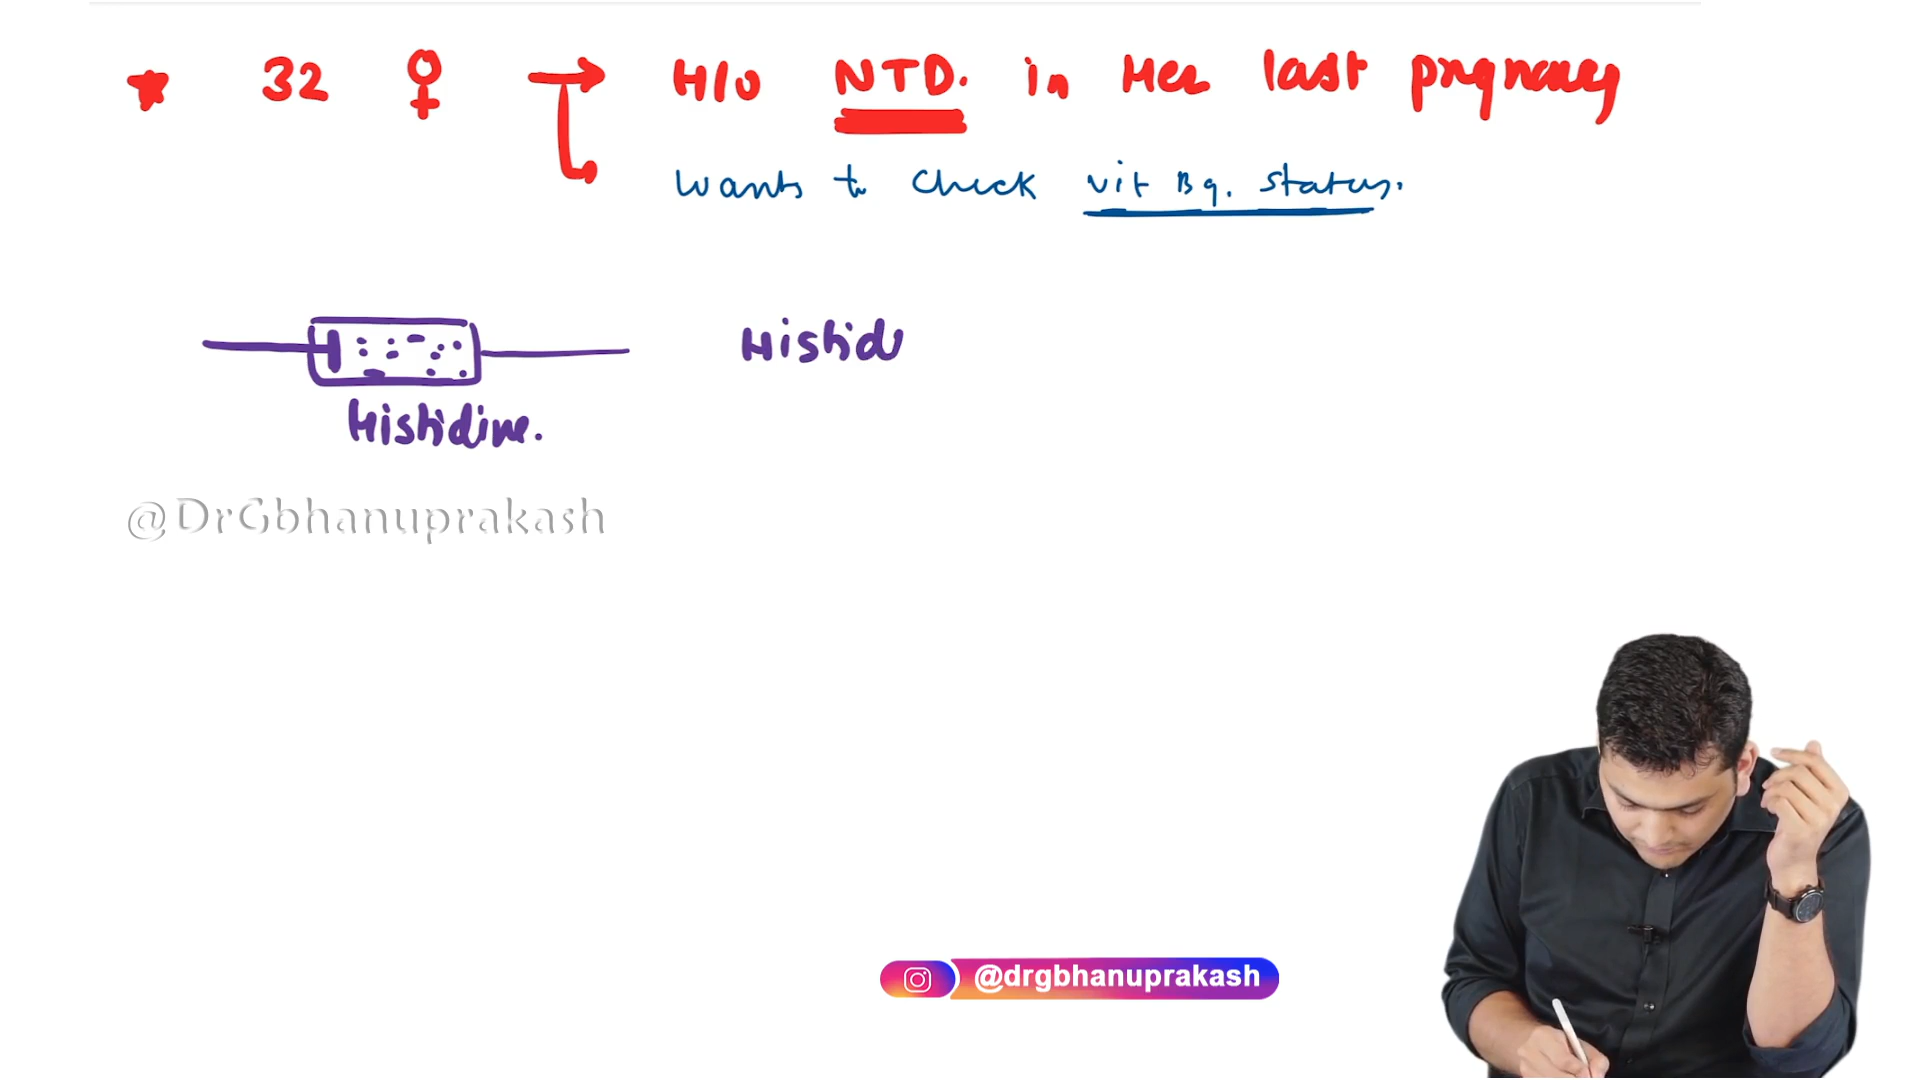 32 ♀ → H/O NTD. in Her last pregnancy
wants to check vit B9. status.
Histid
Histidine.
@DrGbhanuprakash
@drgbhanuprakash